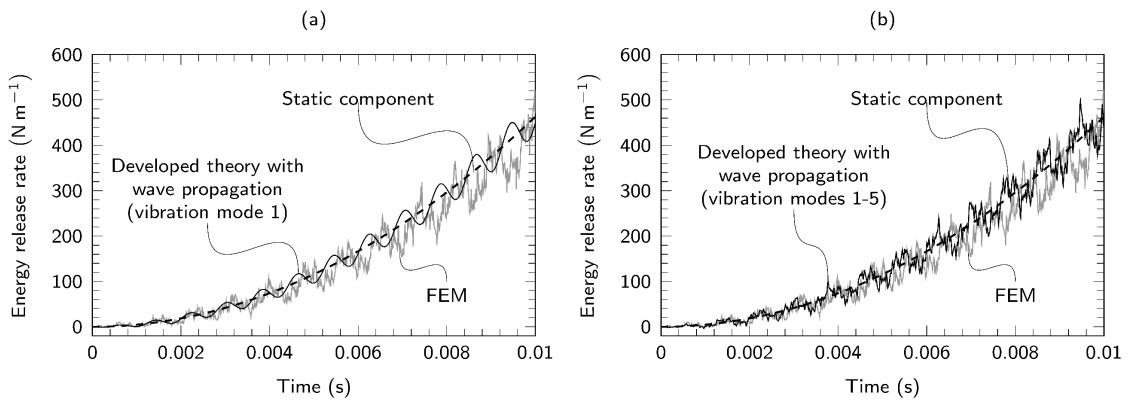 (a)
Energy release rate (N m⁻¹)
600
500
400
300
200
100
0
0 0.002 0.004 0.006 0.008 0.01
Time (s)
Static component
Developed theory with
wave propagation
(vibration mode 1)
FEM
(b)
Energy release rate (N m⁻¹)
600
500
400
300
200
100
0
0 0.002 0.004 0.006 0.008 0.01
Time (s)
Static component
Developed theory with
wave propagation
(vibration modes 1-5)
FEM